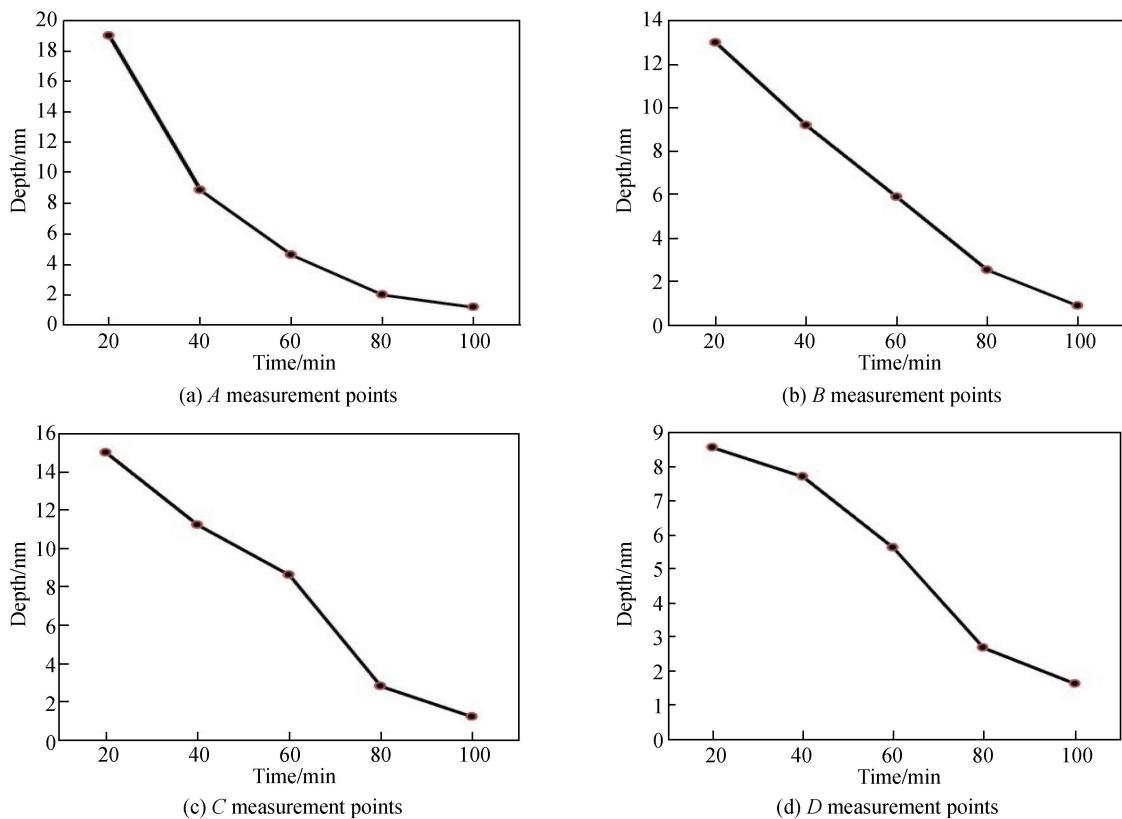 20
18
16
14
12
10
8
6
4
2
0
Depth/nm
20 40 60 80 100
Time/min
(a) A measurement points
14
12
10
8
6
4
2
0
Depth/nm
20 40 60 80 100
Time/min
(b) B measurement points
16
14
12
10
8
6
4
2
0
Depth/nm
20 40 60 80 100
Time/min
(c) C measurement points
9
8
7
6
5
4
3
2
1
0
Depth/nm
20 40 60 80 100
Time/min
(d) D measurement points